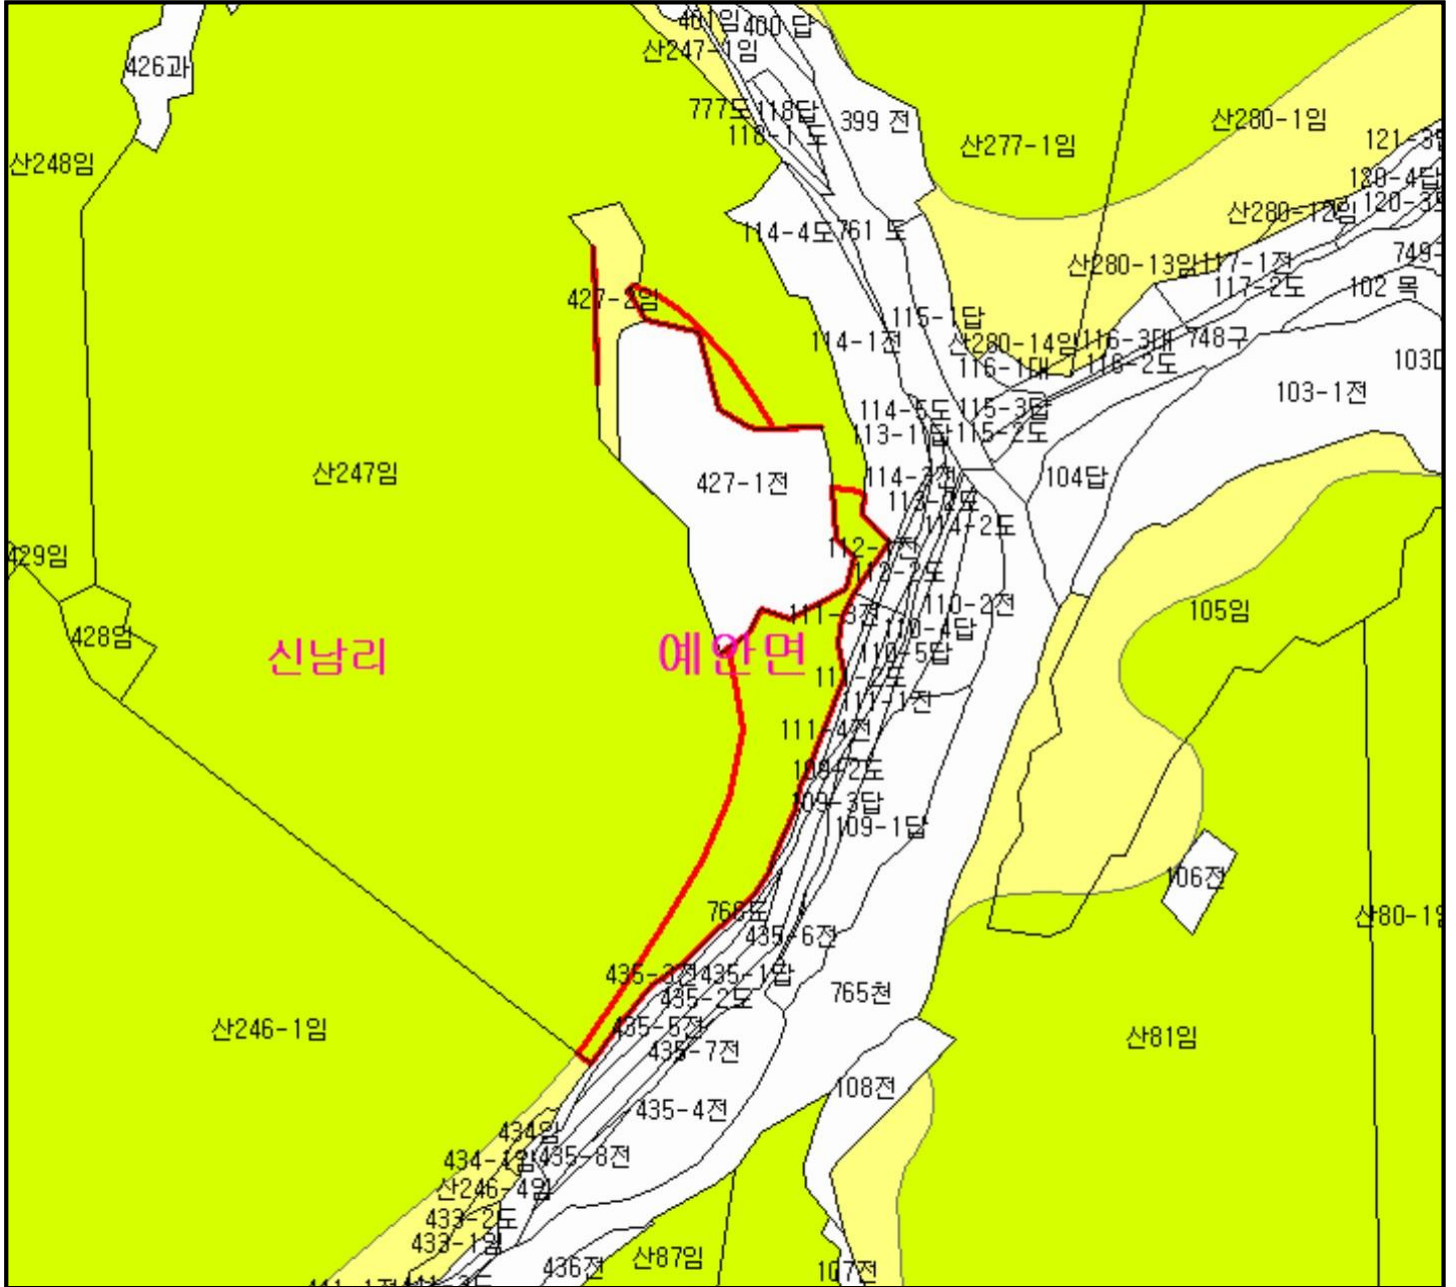 401임
400 답
산247-1임
426과
777도
118답
118-1 도
399 전
산277-1임
산280-1임
산248임
120-4답
산280-12임
114-4도
761 도
산280-13임
117-1전
117-2도
102 목
427-2임
115-1답
114-1전
산280-14임
116-3대
748구
116-1대
116-2도
103-1전
114-5도
115-3답
113-1답
115-2도
산247임
427-1전
114-3전
104답
113-2도
114-2도
112-1전
429임
112-2도
111-3전
110-2전
105임
428임
110-4답
신남리
예안면
110-5답
111-2도
111-1전
111-4전
109-2도
109-3답
109-1답
106전
766도
산80-1임
435-6전
435-3전
435-1답
435-2도
765천
산246-1임
435-5전
산81임
435-7전
108전
435-4전
434임
434-1임
435-8전
산246-4임
433-2도
433-1임
436전
산87임
107전